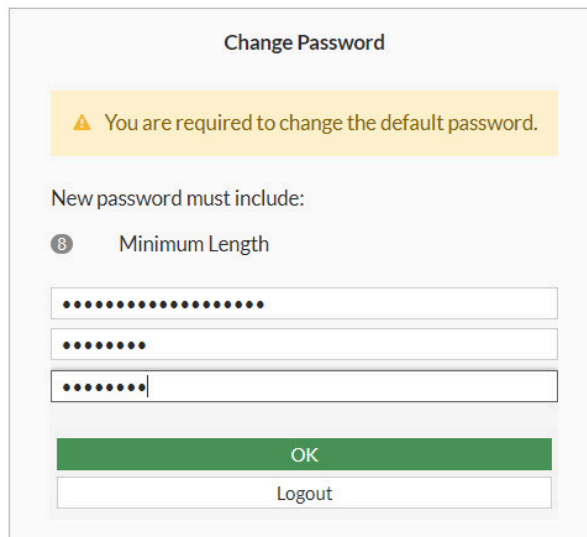 Change Password
You are required to change the default password.
New password must include:
8 Minimum Length
•••••••••••••••••••
••••••••
••••••••
OK
Logout